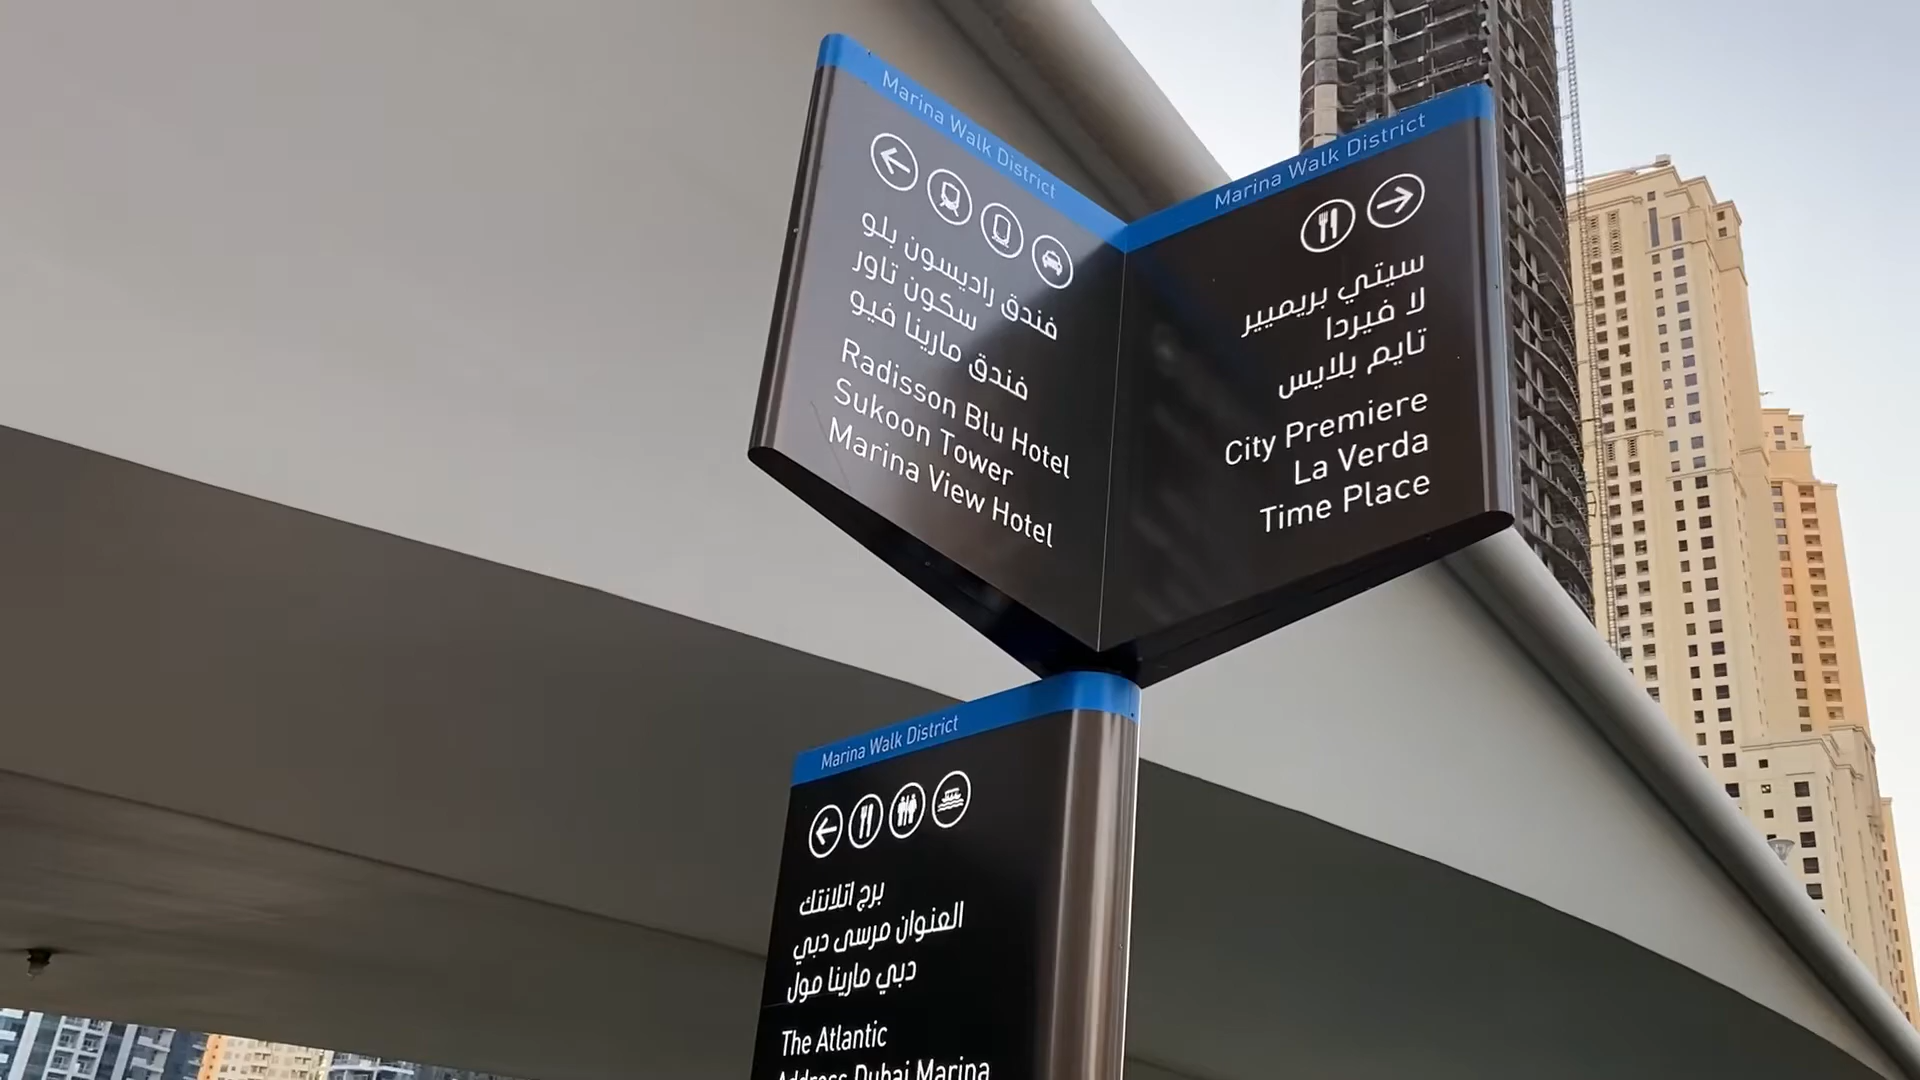 Marina Walk District
فندق راديسون بلو
سكون تاور
فندق مارينا فيو
Radisson Blu Hotel
Sukoon Tower
Marina View Hotel
Marina Walk District
سيتي بريميير
لا فيردا
تايم بلايس
City Premiere
La Verda
Time Place
Marina Walk District
برج اتلانتك
العنوان مرسى دبي
دبي مارينا مول
The Atlantic
Address Dubai Marina